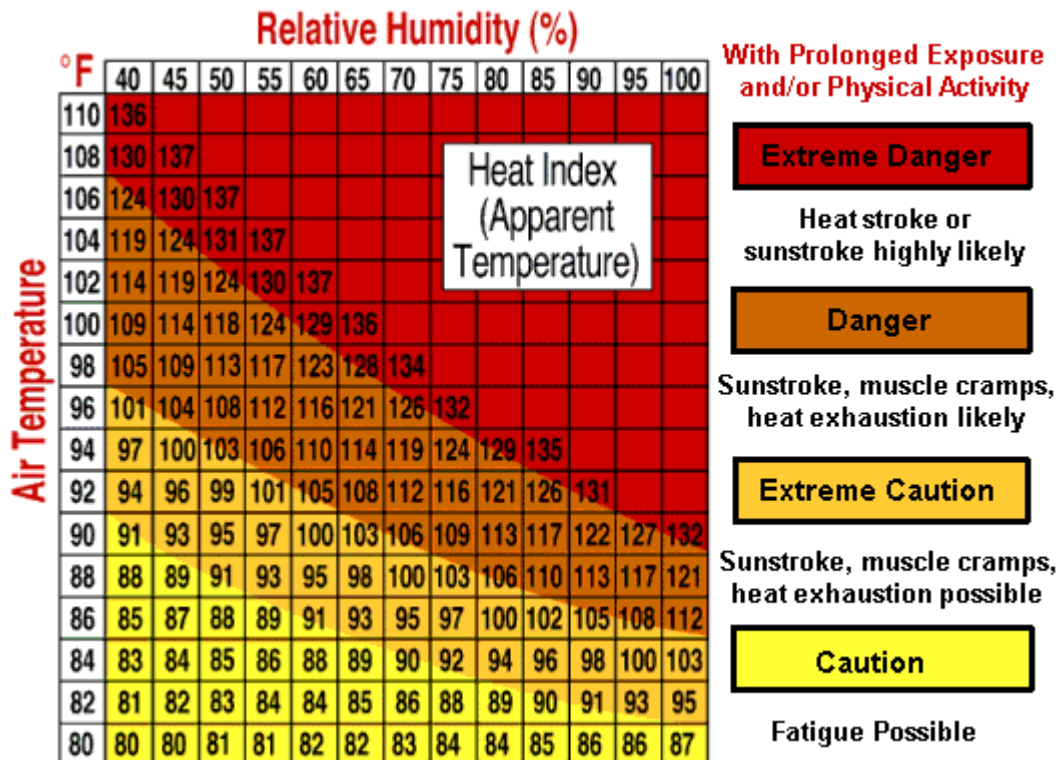 Relative Humidity (%)
°F 40 45 50 55 60 65 70 75 80 85 90 95 100
110 136
108 130 137
106 124 130 137
104 119 124 131 137
102 114 119 124 130 137
100 109 114 118 124 129 136
98 105 109 113 117 123 128 134
96 101 104 108 112 116 121 126 132
94 97 100 103 106 110 114 119 124 129 135
92 94 96 99 101 105 108 112 116 121 126 131
90 91 93 95 97 100 103 106 109 113 117 122 127 132
88 88 89 91 93 95 98 100 103 106 110 113 117 121
86 85 87 88 89 91 93 95 97 100 102 105 108 112
84 83 84 85 86 88 89 90 92 94 96 98 100 103
82 81 82 83 84 84 85 86 88 89 90 91 93 95
80 80 80 81 81 82 82 83 84 84 85 86 86 87
Air Temperature
Heat Index
(Apparent
Temperature)
With Prolonged Exposure
and/or Physical Activity
Extreme Danger
Heat stroke or
sunstroke highly likely
Danger
Sunstroke, muscle cramps,
heat exhaustion likely
Extreme Caution
Sunstroke, muscle cramps,
heat exhaustion possible
Caution
Fatigue Possible